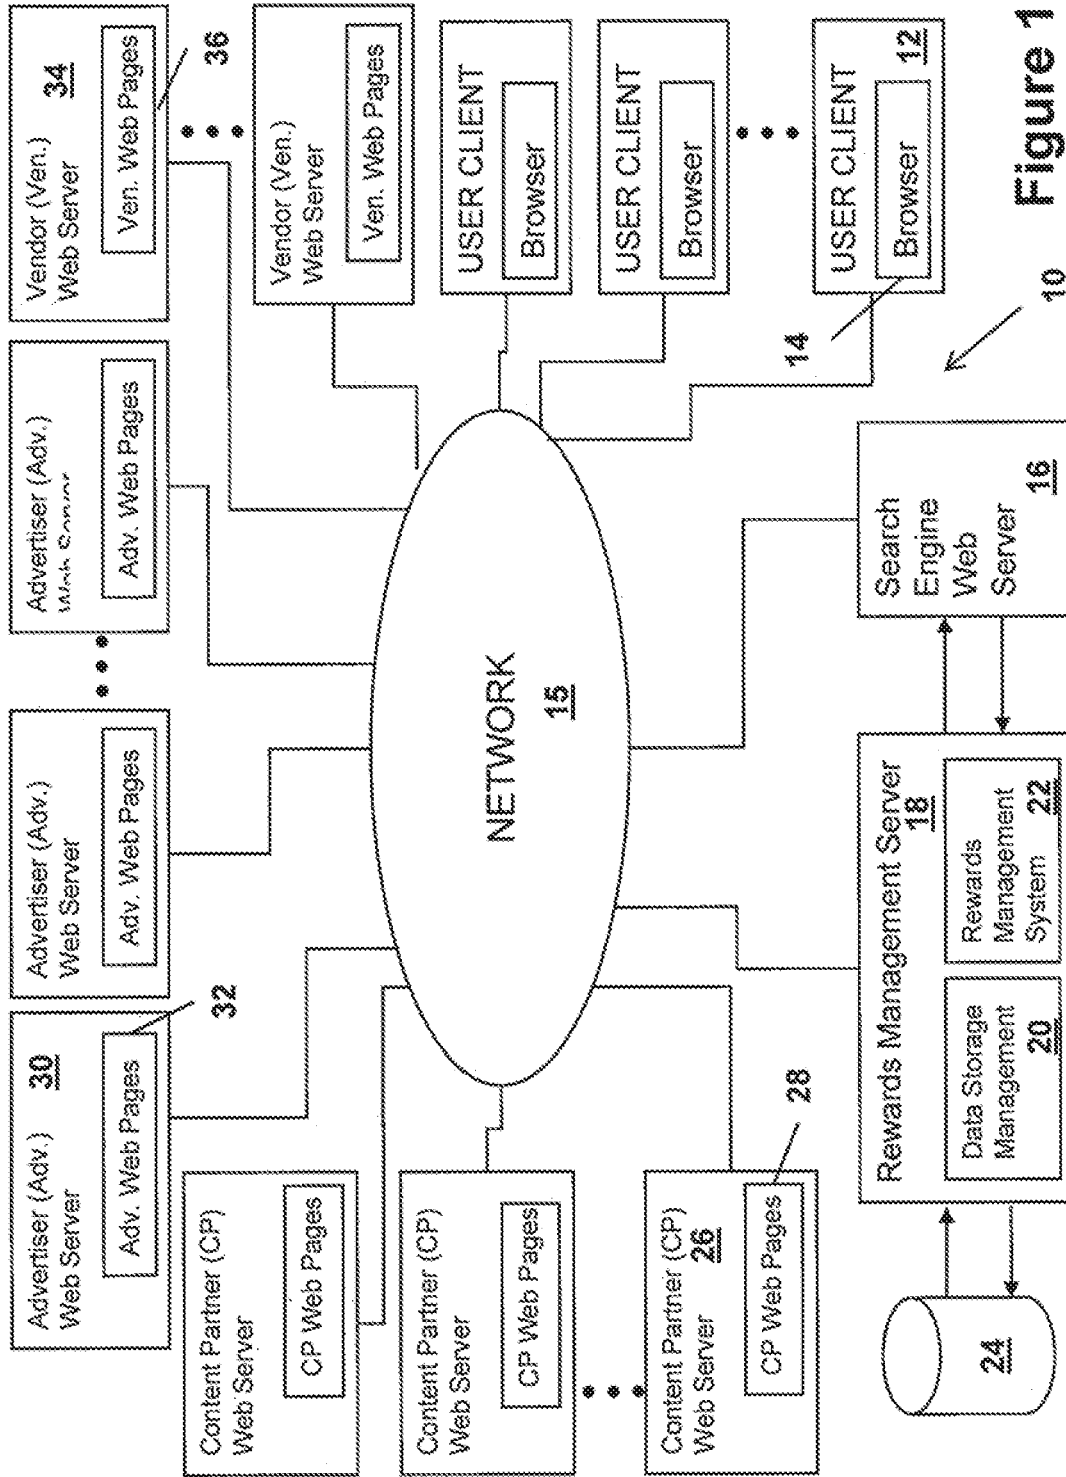 Advertiser (Adv.)
Web Server
30
Adv. Web Pages
32
Advertiser (Adv.)
Web Server
Adv. Web Pages
Advertiser (Adv.)
Adv. Web Pages
Vendor (Ven.)
Web Server
34
Ven. Web Pages
36
Content Partner (CP)
Web Server
CP Web Pages
Content Partner (CP)
Web Server
CP Web Pages
Content Partner (CP)
Web Server
26
CP Web Pages
28
NETWORK
15
Vendor (Ven.)
Web Server
Ven. Web Pages
USER CLIENT
Browser
USER CLIENT
Browser
USER CLIENT
12
Browser
14
24
Rewards Management Server
18
Data Storage
Management
20
Rewards
Management
System
22
Search
Engine
Web
Server
16
10
Figure 1